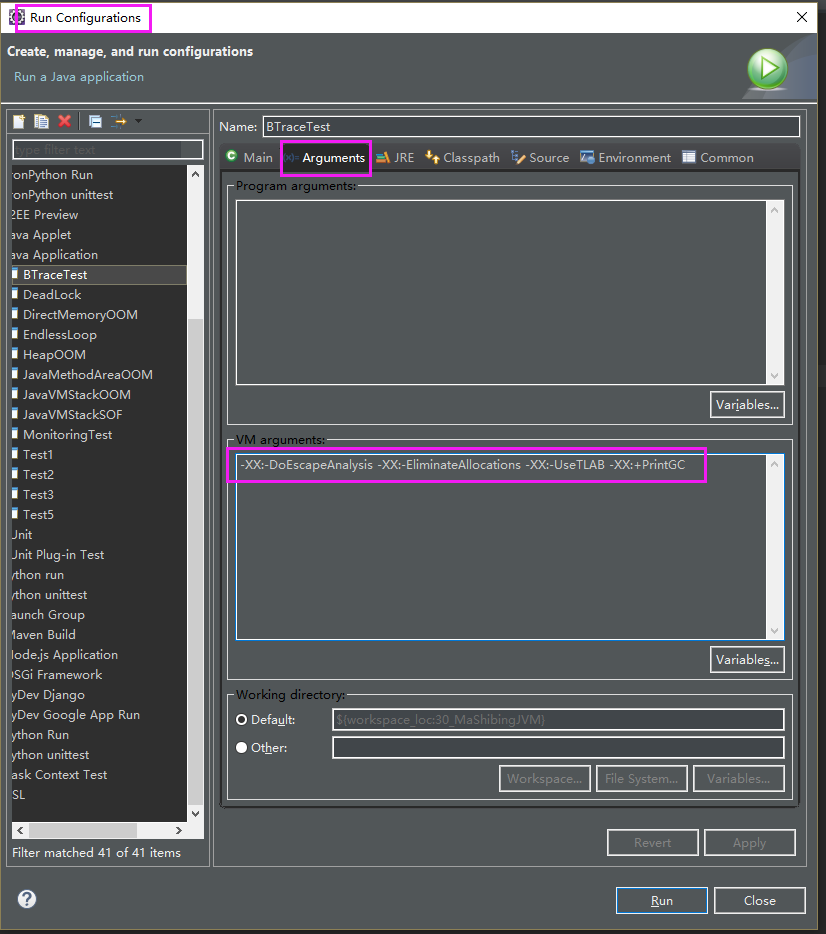 Run Configurations
Create, manage, and run configurations
Run a Java application
Name: BTraceTest
type filter text
Main (x)= Arguments JRE Classpath Source Environment Common
ronPython Run
ronPython unittest
2EE Preview
ava Applet
ava Application
BTraceTest
DeadLock
DirectMemoryOOM
EndlessLoop
HeapOOM
JavaMethodAreaOOM
JavaVMStackOOM
JavaVMStackSOF
MonitoringTest
Test1
Test2
Test3
Test5
Unit
Unit Plug-in Test
ython run
ython unittest
aunch Group
Maven Build
lode.js Application
OSGi Framework
yDev Django
yDev Google App Run
ython Run
ython unittest
ask Context Test
SL
Filter matched 41 of 41 items
Program arguments:
Variables...
VM arguments:
-XX:-DoEscapeAnalysis -XX:-EliminateAllocations -XX:-UseTLAB -XX:+PrintGC
Variables...
Working directory:
Default: ${workspace_loc:30_MaShibingJVM}
Other:
Workspace... File System... Variables...
Revert Apply
Run Close